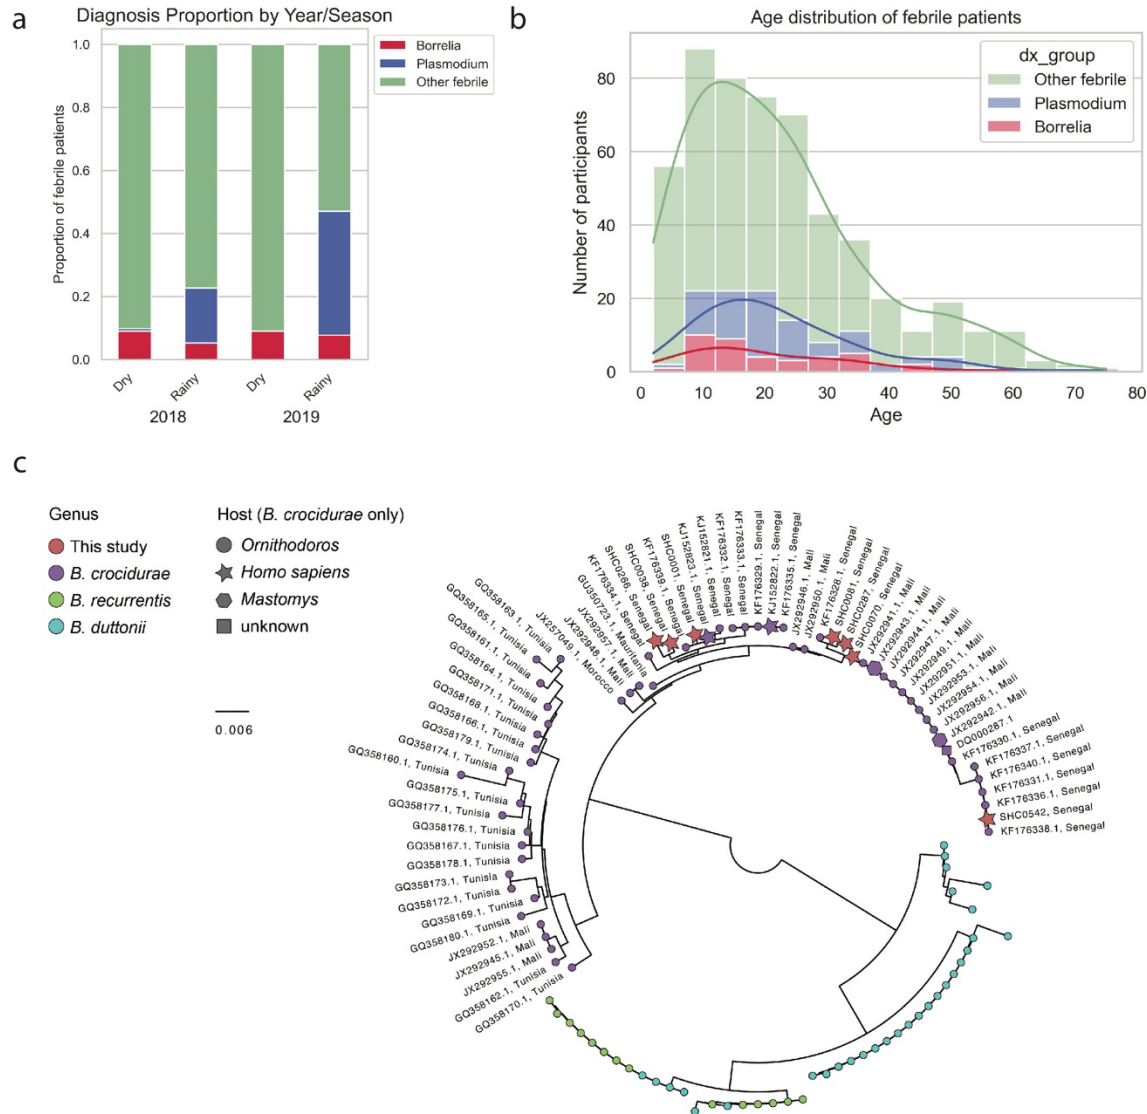 a
Diagnosis Proportion by Year/Season
1.0
0.8
0.6
0.4
0.2
0.0
Proportion of febrile patients
Borrelia
Plasmodium
Other febrile
Dry
Rainy
Dry
Rainy
2018
2019
b
Age distribution of febrile patients
dx_group
Other febrile
Plasmodium
Borrelia
Number of participants
80
60
40
20
0
0 10 20 30 40 50 60 70 80
Age
c
Genus
This study
B. crocidurae
B. recurrentis
B. duttonii
Host (B. crocidurae only)
Ornithodoros
Homo sapiens
Mastomys
unknown
0.006
GQ358170.1, Tunisia
GQ358162.1, Tunisia
JX292955.1, Mali
JX292945.1, Mali
JX292952.1, Mali
GQ358180.1, Tunisia
GQ358169.1, Tunisia
GQ358172.1, Tunisia
GQ358173.1, Tunisia
GQ358178.1, Tunisia
GQ358167.1, Tunisia
GQ358176.1, Tunisia
GQ358177.1, Tunisia
GQ358175.1, Tunisia
GQ358160.1, Tunisia
GQ358174.1, Tunisia
GQ358179.1, Tunisia
GQ358166.1, Tunisia
GQ358168.1, Tunisia
GQ358171.1, Tunisia
GQ358164.1, Tunisia
GQ358161.1, Tunisia
GQ358165.1, Tunisia
GQ358163.1, Tunisia
JX257049.1, Morocco
JX292948.1, Mali
JX292957.1, Mali
GU350723.1, Mauritania
KF176334.1, Senegal
SHC0266, Senegal
SHC0038, Senegal
KF176339.1, Senegal
SHC0001, Senegal
KJ152823.1, Senegal
KJ152821.1, Senegal
KF176332.1, Senegal
KF176333.1, Senegal
KF176329.1, Senegal
KJ152822.1, Senegal
KF176335.1, Senegal
JX292946.1, Mali
JX292950.1, Mali
KF176328.1, Senegal
SHC0081, Senegal
SHC0287, Senegal
SHC0070, Senegal
JX292941.1, Mali
JX292943.1, Mali
JX292944.1, Mali
JX292947.1, Mali
JX292949.1, Mali
JX292951.1, Mali
JX292953.1, Mali
JX292954.1, Mali
JX292956.1, Mali
JX292942.1, Mali
DQ000287.1
KF176330.1, Senegal
KF176337.1, Senegal
KF176340.1, Senegal
KF176331.1, Senegal
KF176336.1, Senegal
SHC0542, Senegal
KF176338.1, Senegal